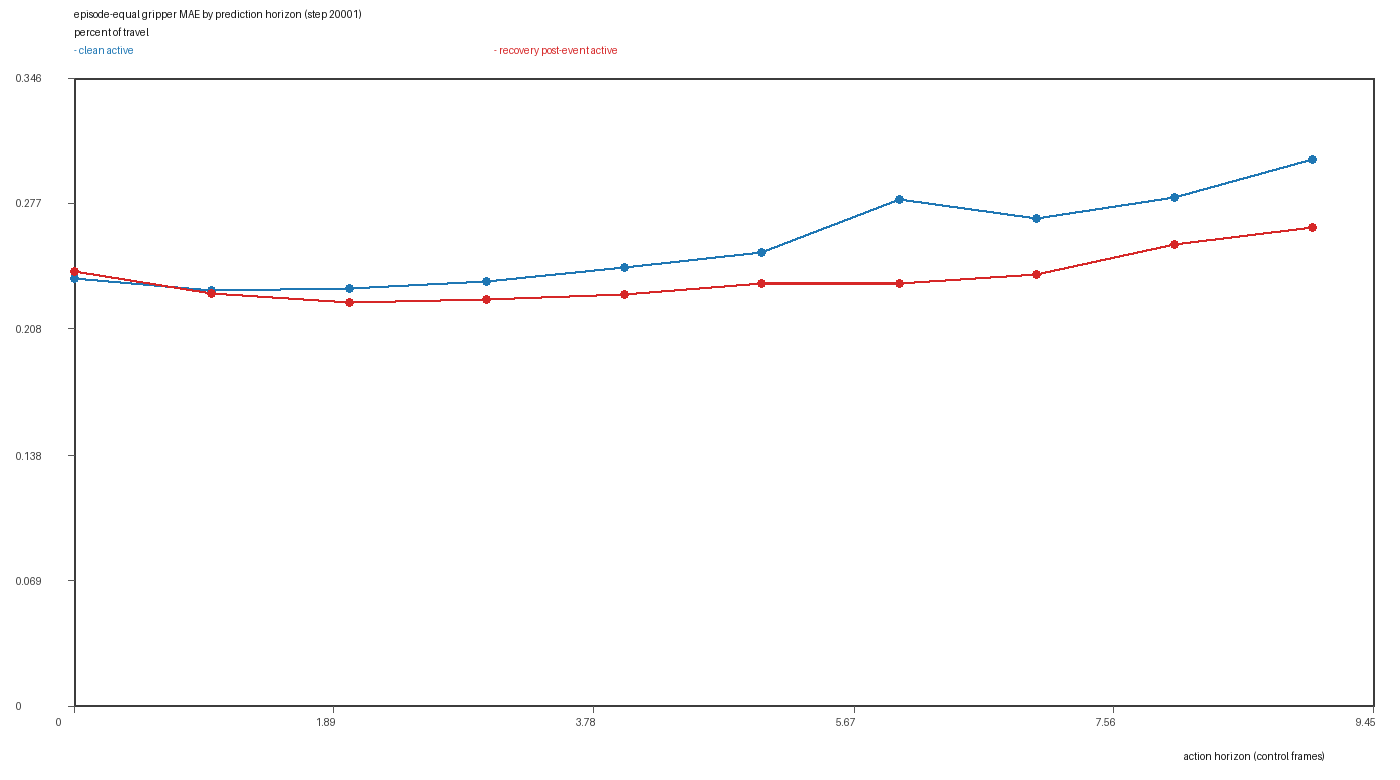 episode-equal gripper MAE by prediction horizon (step 20001)
percent of travel
- clean active
- recovery post-event active
0.346
0.277
0.208
0.138
0.069
0
0 1.89 3.78 5.67 7.56 9.45
action horizon (control frames)